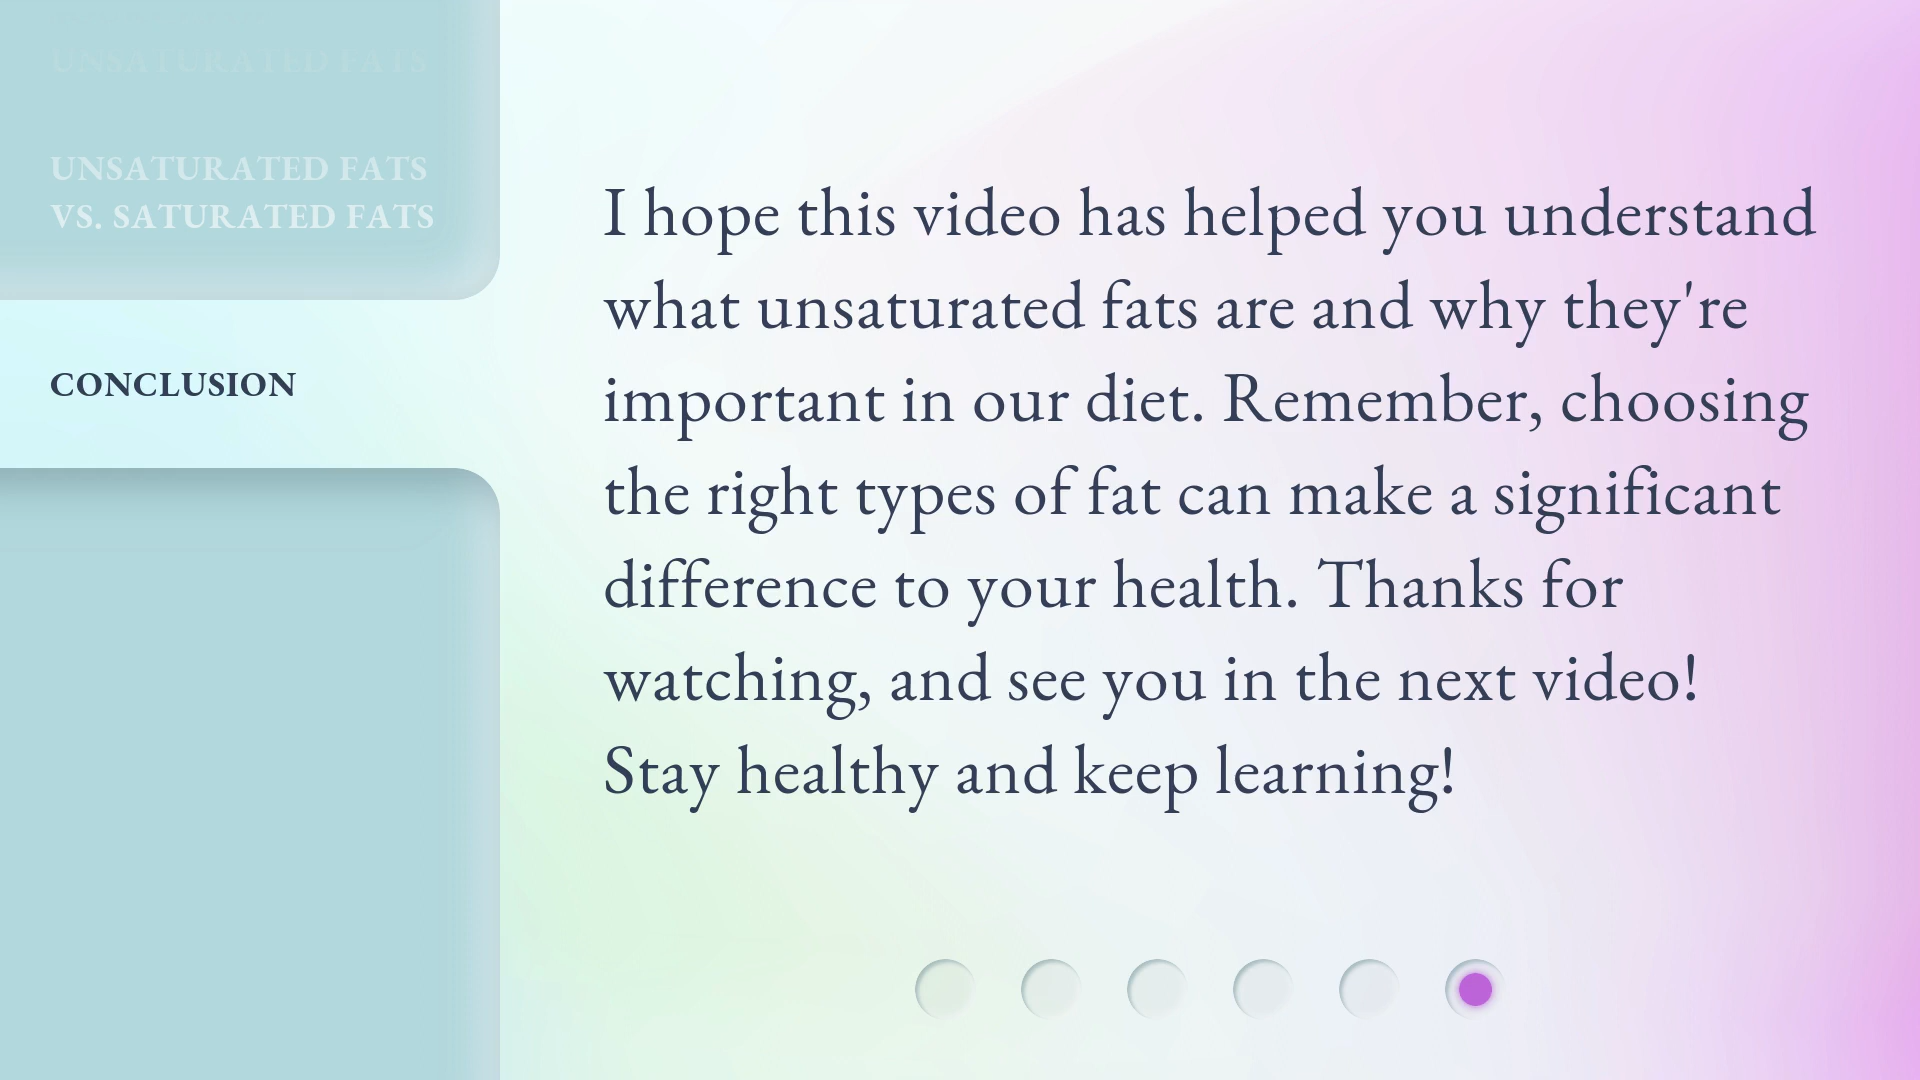 UNSATURATED FATS
UNSATURATED FATS
VS. SATURATED FATS
CONCLUSION
I hope this video has helped you understand
what unsaturated fats are and why they're
important in our diet. Remember, choosing
the right types of fat can make a significant
difference to your health. Thanks for
watching, and see you in the next video!
Stay healthy and keep learning!